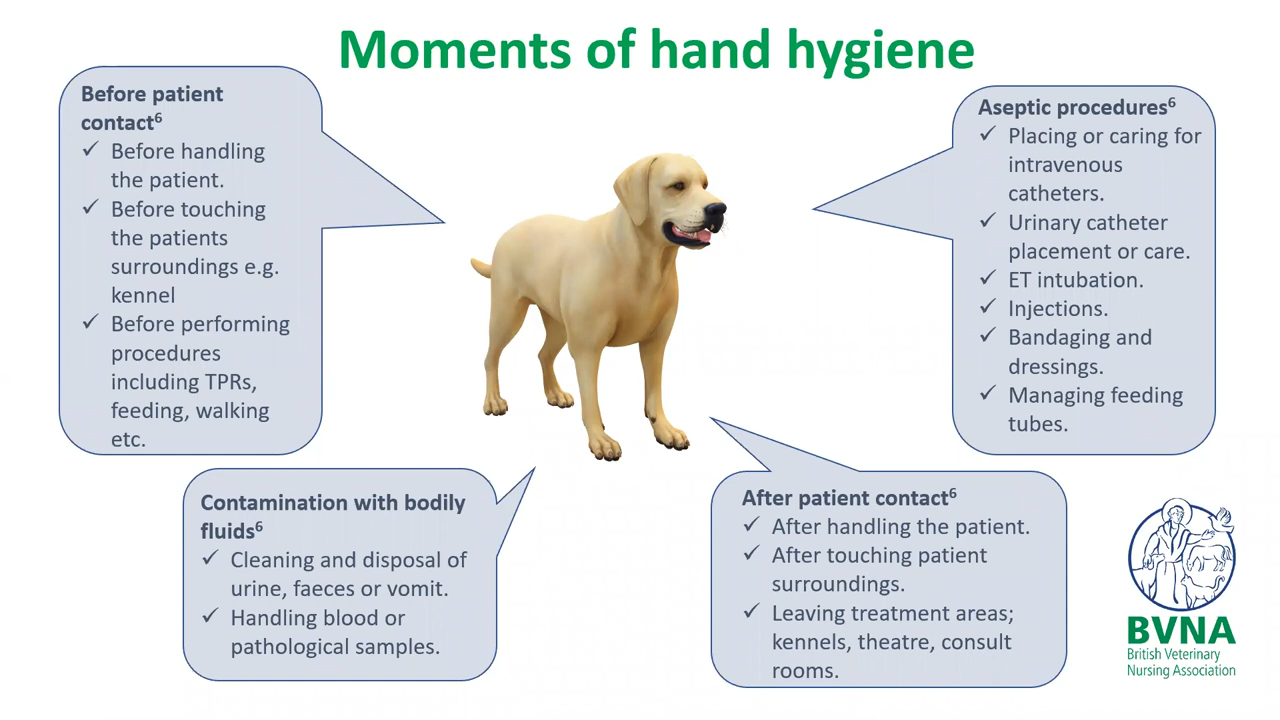 Moments of hand hygiene
Before patient
contact⁶
✓ Before handling
the patient.
✓ Before touching
the patients
surroundings e.g.
kennel
✓ Before performing
procedures
including TPRs,
feeding, walking
etc.
Aseptic procedures⁶
✓ Placing or caring for
intravenous
catheters.
✓ Urinary catheter
placement or care.
✓ ET intubation.
✓ Injections.
✓ Bandaging and
dressings.
✓ Managing feeding
tubes.
Contamination with bodily
fluids⁶
✓ Cleaning and disposal of
urine, faeces or vomit.
✓ Handling blood or
pathological samples.
After patient contact⁶
✓ After handling the patient.
✓ After touching patient
surroundings.
✓ Leaving treatment areas;
kennels, theatre, consult
rooms.
BVNA
British Veterinary
Nursing Association